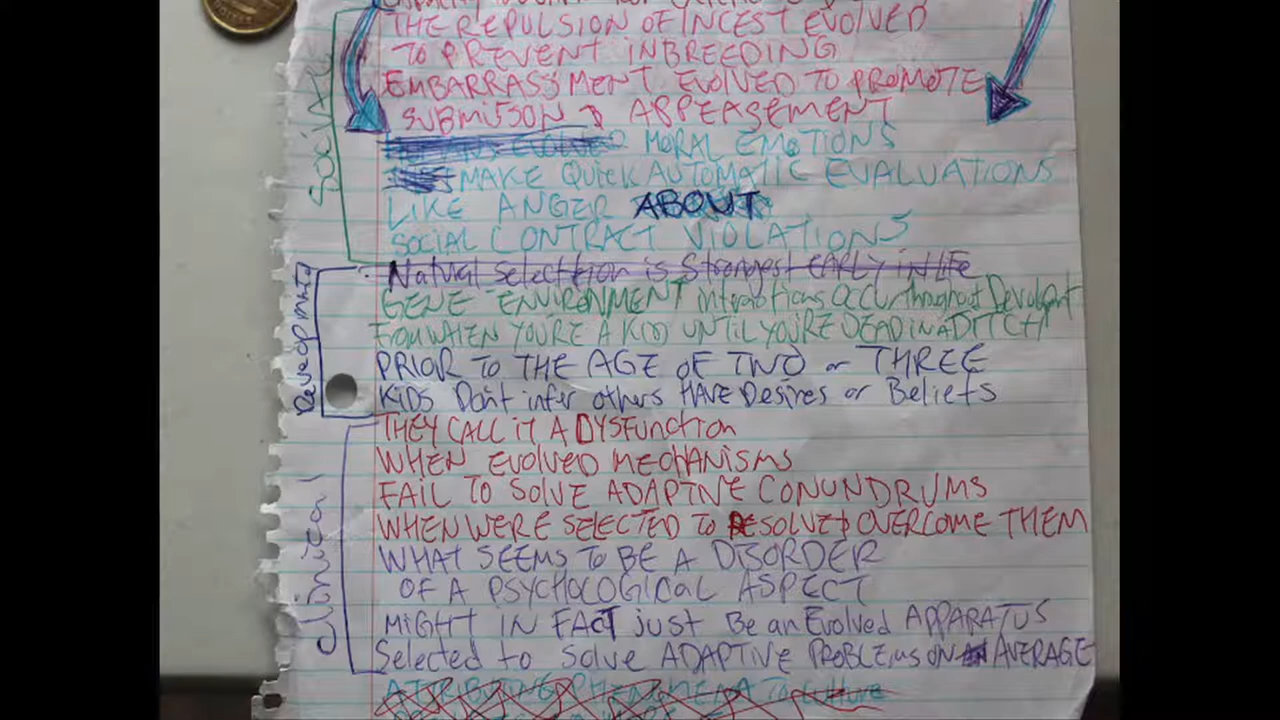 THE REPULSION OF INCEST EVOLVED
TO PREVENT INBREEDING
EMBARRASSMENT EVOLVED TO PROMOTE
SUBMISSON & APPEASEMENT
EVOLVED MORAL EMOTIONS
MAKE QUICK AUTOMATIC EVALUATIONS
LIKE ANGER ABOUT
SOCIAL CONTRACT VIOLATIONS
Social
Natural Selection is Strongest EARLY in life
GENE-ENVIRONMENT interactions occur throughout
FROM WHEN YOU'RE A KID UNTIL YOU'RE DEAD IN A DITCH
PRIOR TO THE AGE OF TWO or THREE
KIDS Don't infer others HAVE Desires or Beliefs
THEY CALL IT A DYSFUNCTION
WHEN EVOLVED MECHANISMS
FAIL TO SOLVE ADAPTIVE CONUNDRUMS
WHEN WERE SELECTED TO RESOLVE & OVERCOME THEM
WHAT SEEMS TO BE A DISORDER
OF A PSYCHOLOGICAL ASPECT
MIGHT IN FACT just Be an Evolved APPARATUS
Selected to Solve ADAPTIVE PROBLEMS ON AVERAGE
Clinical
PHENOMENA TO culture